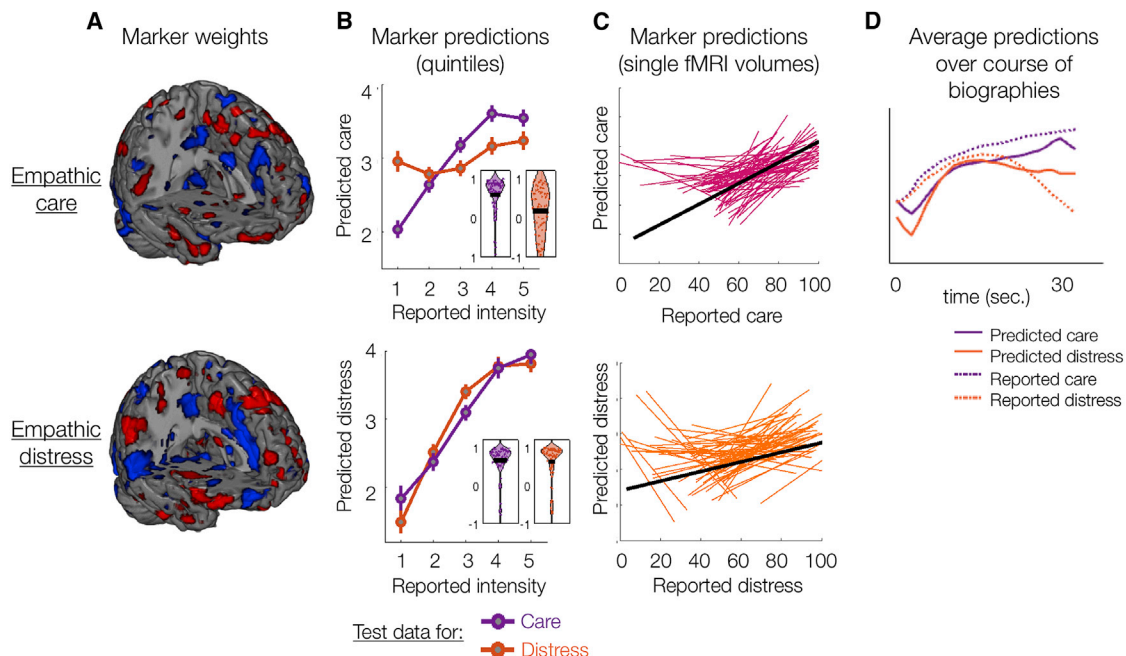 A
Marker weights
B
Marker predictions
(quintiles)
C
Marker predictions
(single fMRI volumes)
D
Average predictions
over course of
biographies
Empathic
care
Predicted care
4
3
2
1 2 3 4 5
Reported intensity
1
0
1
1
0
-1
Predicted care
0 20 40 60 80 100
Reported care
0 30
time (sec.)
Predicted care
Predicted distress
Reported care
Reported distress
Empathic
distress
Predicted distress
4
3
2
1 2 3 4 5
Reported intensity
1
0
-1
1
0
-1
Predicted distress
0 20 40 60 80 100
Reported distress
Test data for:
Care
Distress